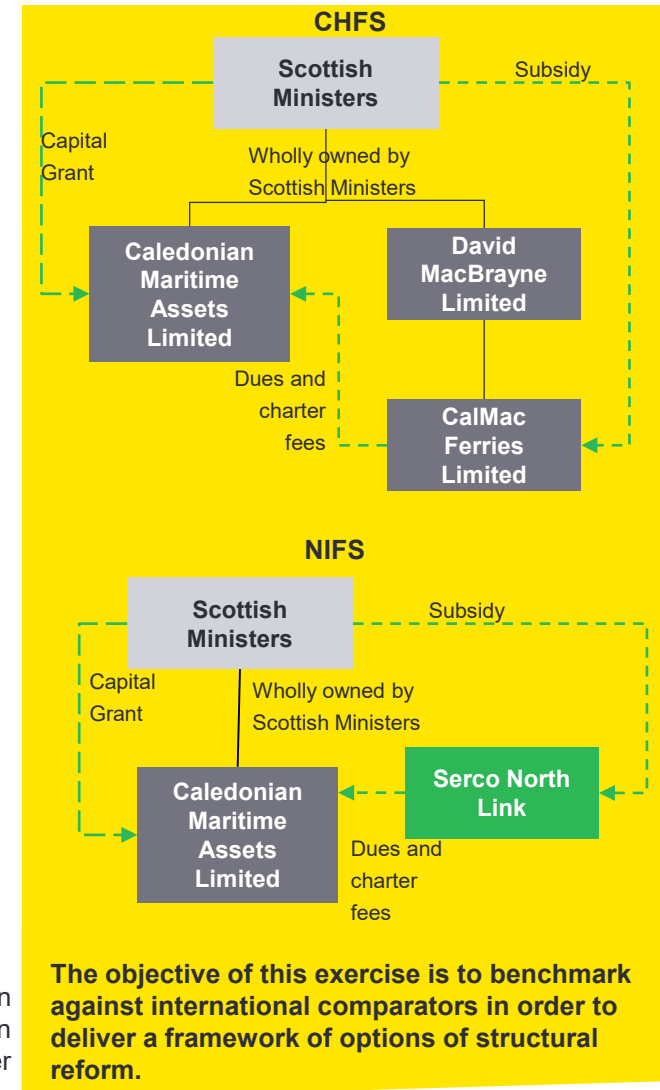 CHFS
Scottish
Ministers
Subsidy
Capital
Grant
Wholly owned by
Scottish Ministers
Caledonian
Maritime
Assets
Limited
David
MacBrayne
Limited
Dues and
charter
fees
CalMac
Ferries
Limited
NIFS
Scottish
Ministers
Subsidy
Capital
Grant
Wholly owned by
Scottish Ministers
Caledonian
Maritime
Assets
Limited
Serco North
Link
Dues and
charter
fees
The objective of this exercise is to benchmark
against international comparators in order to
deliver a framework of options of structural
reform.